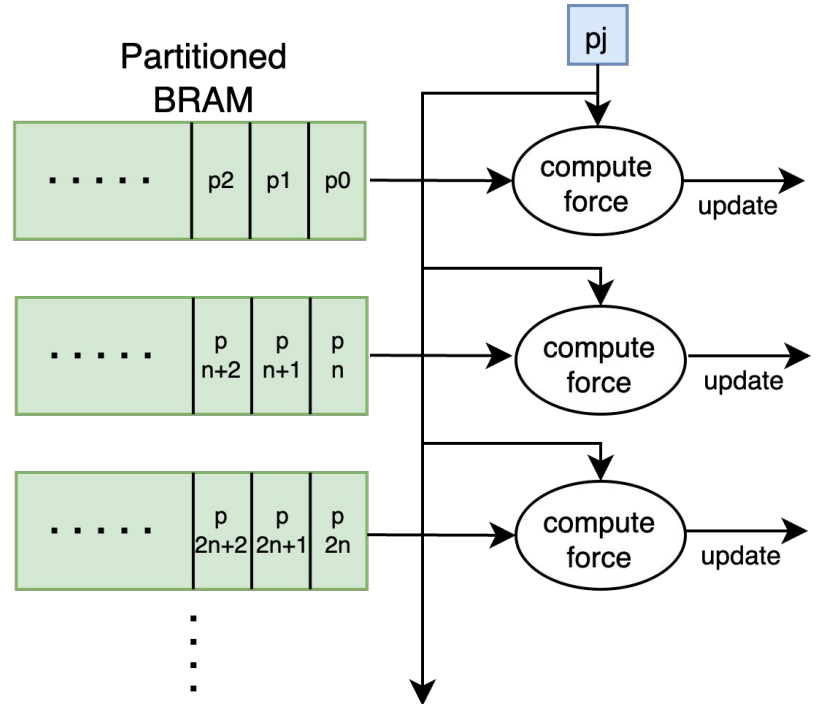 Partitioned
BRAM
pj
. . . . .
p2
p1
p0
compute
force
update
. . . . .
p
n+2
p
n+1
p
n
compute
force
update
. . . . .
p
2n+2
p
2n+1
p
2n
compute
force
update